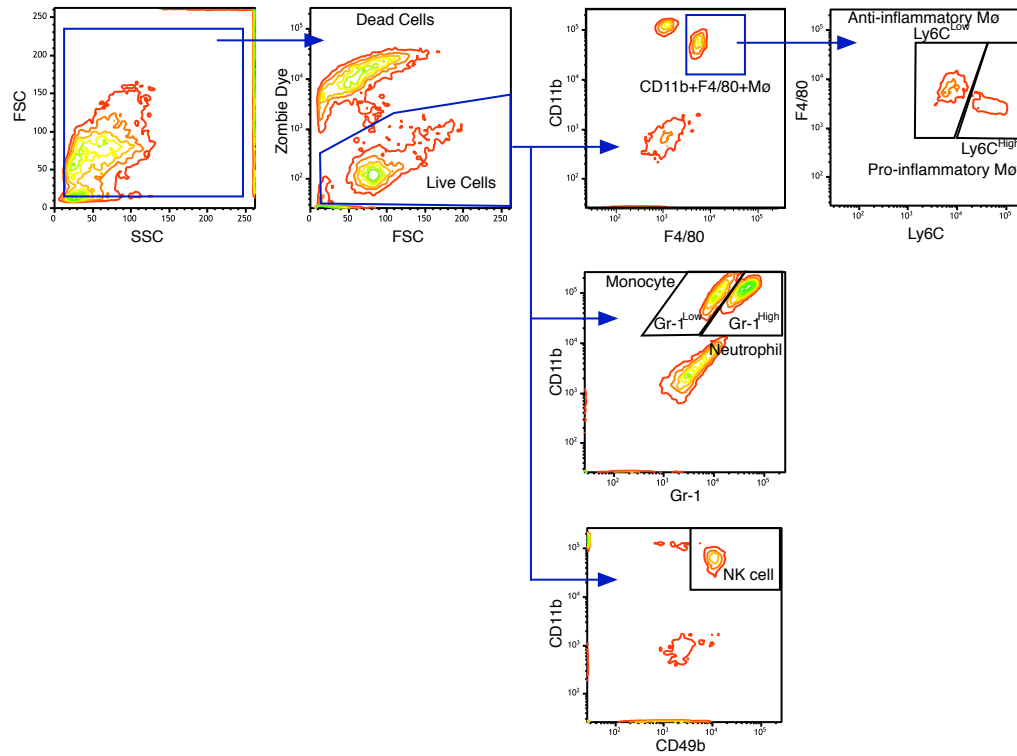 FSC
250
200
150
100
50
0
0
50
100
150
200
250
SSC
Dead Cells
Zombie Dye
10⁵
10⁴
10³
10²
Live Cells
0
50
100
150
200
250
FSC
CD11b
10⁵
10⁴
10³
10²
CD11b+F4/80+Mø
10²
10³
10⁴
10⁵
F4/80
Anti-inflammatory Mø
Ly6C^Low
F4/80
10⁵
10⁴
10³
10²
Ly6C^High
Pro-inflammatory Mø
10²
10³
10⁴
10⁵
Ly6C
Monocyte
CD11b
10⁵
10⁴
10³
10²
Gr-1^Low
Gr-1^High
Neutrophil
10²
10³
10⁴
10⁵
Gr-1
CD11b
10⁵
10⁴
10³
10²
NK cell
10²
10³
10⁴
10⁵
CD49b